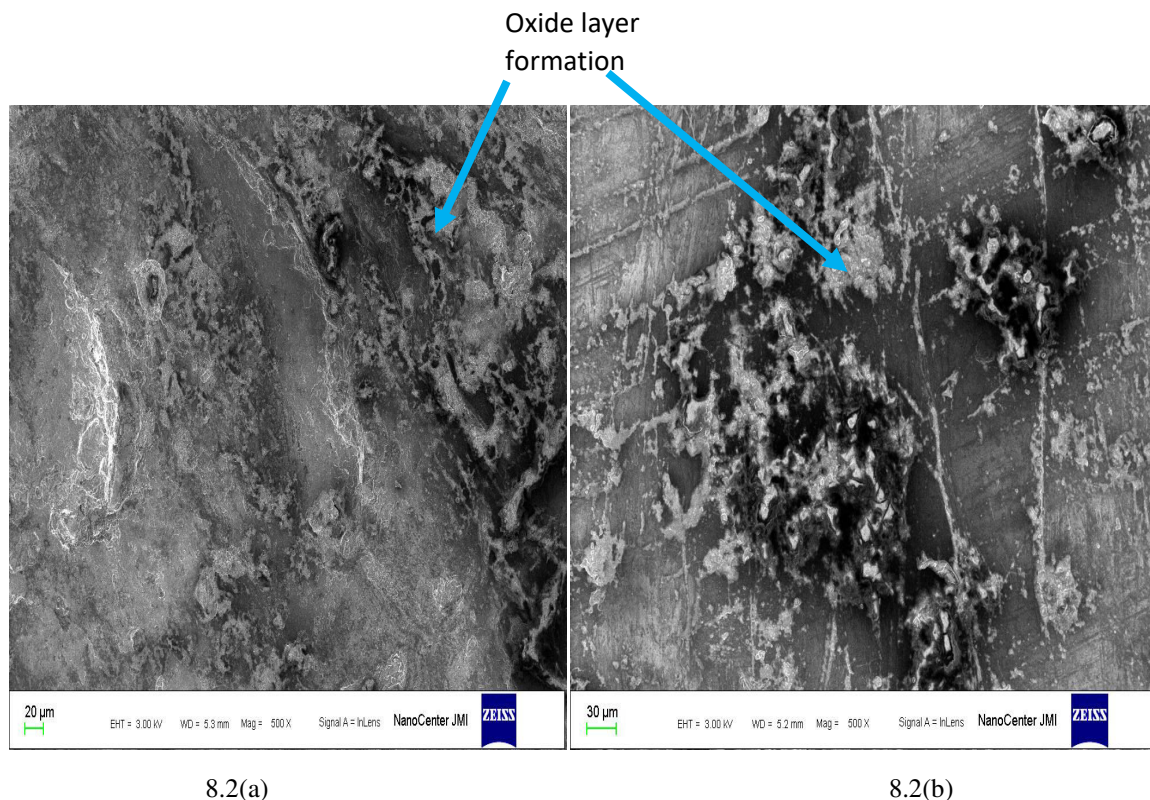 Oxide layer
formation
20 µm
EHT = 3.00 kV WD = 5.3 mm Mag = 500 X Signal A = InLens NanoCenter JMI ZEISS
30 µm
EHT = 3.00 kV WD = 5.2 mm Mag = 500 X Signal A = InLens NanoCenter JMI ZEISS
8.2(a)
8.2(b)